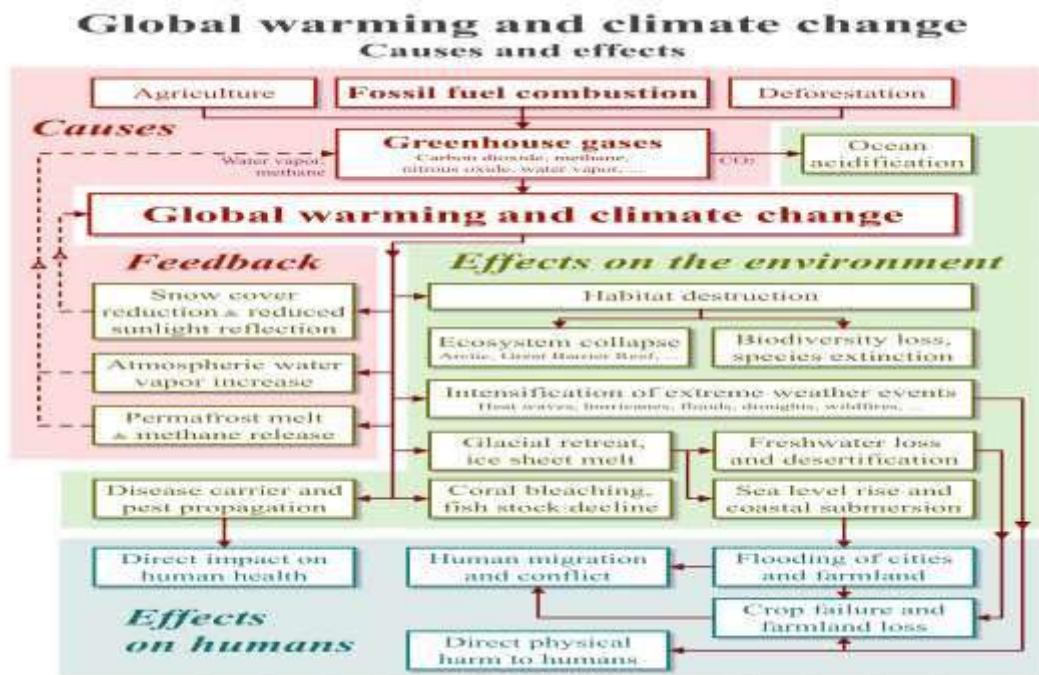 Global warming and climate change
Causes and effects
Agriculture
Fossil fuel combustion
Deforestation
Causes
Greenhouse gases
Carbon dioxide, methane,
nitrous oxide, water vapor, ...
Water vapor,
methane
CO₂
Ocean
acidification
Global warming and climate change
Feedback
Effects on the environment
Snow cover
reduction & reduced
sunlight reflection
Habitat destruction
Ecosystem collapse
Arctic, Great Barrier Reef, ...
Biodiversity loss,
species extinction
Atmospheric water
vapor increase
Intensification of extreme weather events
Heat waves, hurricanes, floods, droughts, wildfires, ...
Permafrost melt
& methane release
Glacial retreat,
ice sheet melt
Freshwater loss
and desertification
Disease carrier and
pest propagation
Coral bleaching,
fish stock decline
Sea level rise and
coastal submersion
Direct impact on
human health
Human migration
and conflict
Flooding of cities
and farmland
Effects
on humans
Crop failure and
farmland loss
Direct physical
harm to humans